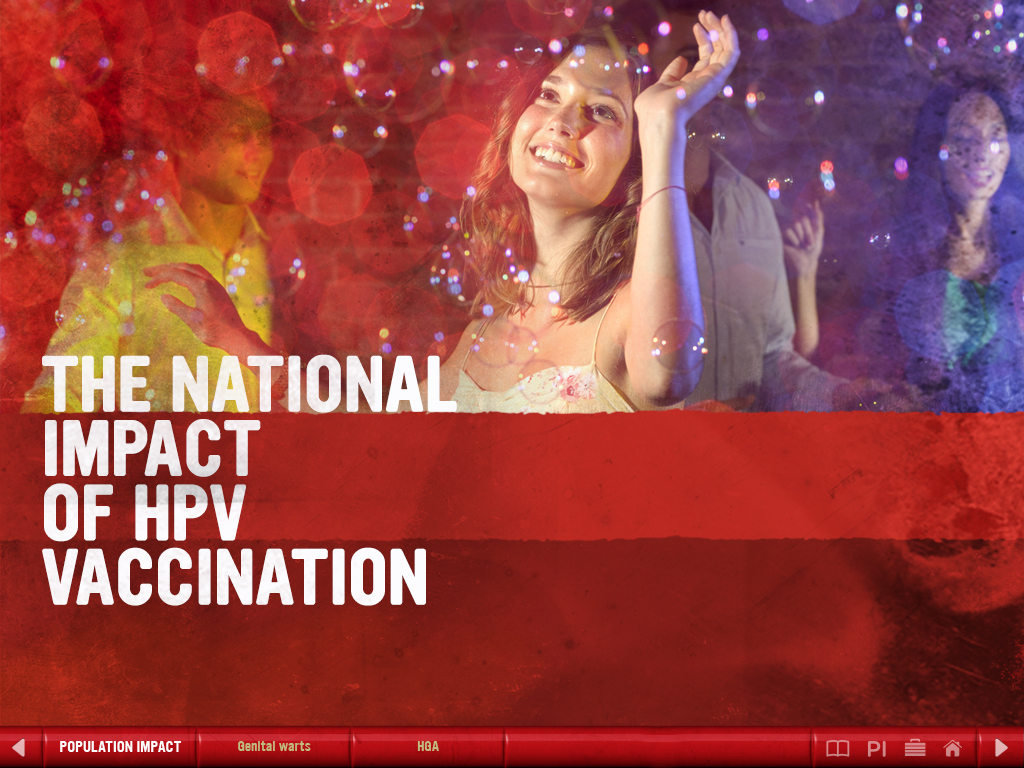 THE NATIONAL
IMPACT
OF HPV
VACCINATION
POPULATION IMPACT
Genital warts
HGA
PI